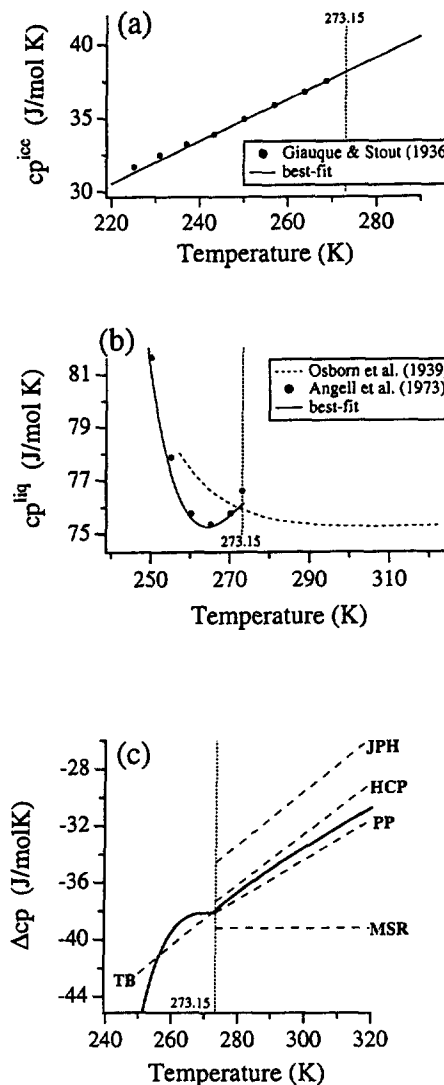 (a)
273.15
cp^icc (J/mol K)
40
35
30
● Giauque & Stout (1936
— best-fit
220 240 260 280
Temperature (K)
(b)
cp^liq (J/mol K)
81
79
77
75
----- Osborn et al. (1939)
● Angell et al. (1973)
— best-fit
273.15
250 270 290 310
Temperature (K)
(c)
Δcp (J/molK)
-28
-32
-36
-40
-44
JPH
HCP
PP
MSR
TB
273.15
240 260 280 300 320
Temperature (K)